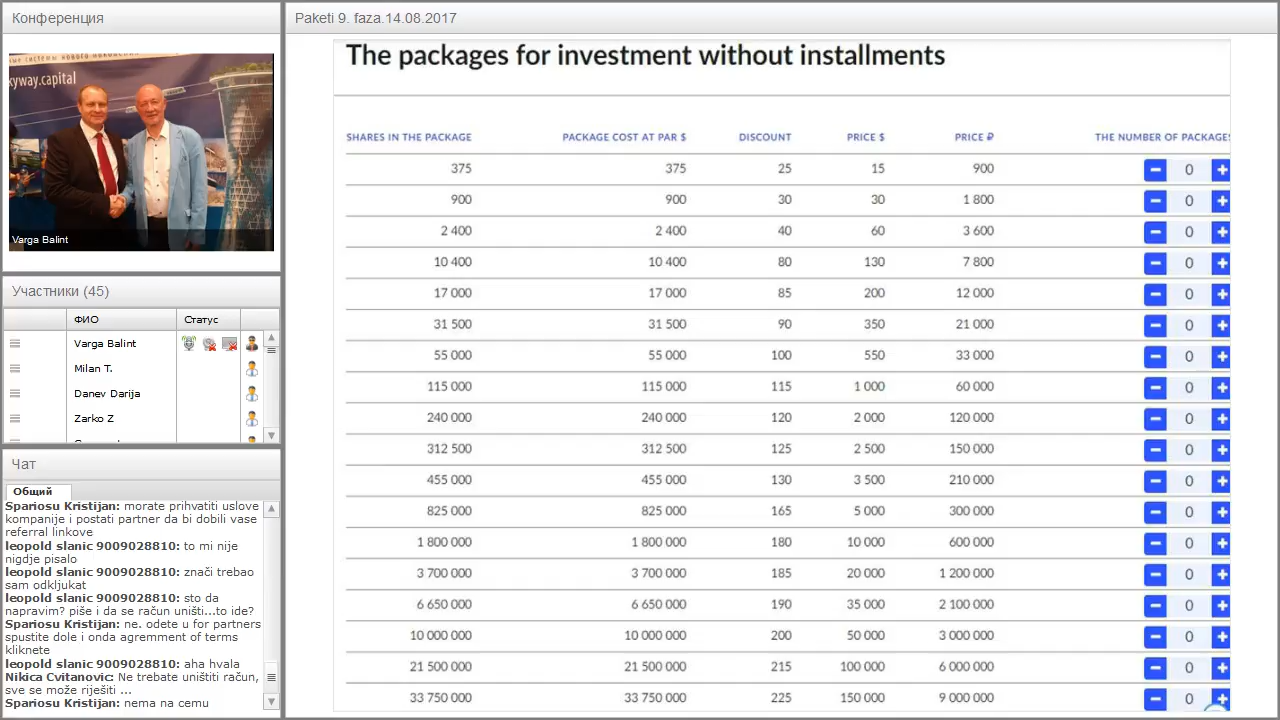 Конференция
kyway.capital
Varga Balint
Участники (45)
ФИО Статус
Varga Balint
Milan T.
Danev Darija
Zarko Z
Чат
Общий
Spariosu Kristijan: morate prihvatiti uslove
kompanije i postati partner da bi dobili vase
referral linkove
leopold slanic 9009028810: to mi nije
nigdje pisalo
leopold slanic 9009028810: znači trebao
sam odkljukat
leopold slanic 9009028810: sto da
napravim? piše i da se račun uništi...to ide?
Spariosu Kristijan: ne. odete u for partners
spustite dole i onda agremment of terms
kliknete
leopold slanic 9009028810: aha hvala
Nikica Cvitanovic: Ne trebate uništiti račun,
sve se može riješiti ...
Spariosu Kristijan: nema na cemu
Paketi 9. faza.14.08.2017
The packages for investment without installments
SHARES IN THE PACKAGE PACKAGE COST AT PAR $ DISCOUNT PRICE $ PRICE ₽ THE NUMBER OF PACKAGES
375 375 25 15 900 − 0 +
900 900 30 30 1 800 − 0 +
2 400 2 400 40 60 3 600 − 0 +
10 400 10 400 80 130 7 800 − 0 +
17 000 17 000 85 200 12 000 − 0 +
31 500 31 500 90 350 21 000 − 0 +
55 000 55 000 100 550 33 000 − 0 +
115 000 115 000 115 1 000 60 000 − 0 +
240 000 240 000 120 2 000 120 000 − 0 +
312 500 312 500 125 2 500 150 000 − 0 +
455 000 455 000 130 3 500 210 000 − 0 +
825 000 825 000 165 5 000 300 000 − 0 +
1 800 000 1 800 000 180 10 000 600 000 − 0 +
3 700 000 3 700 000 185 20 000 1 200 000 − 0 +
6 650 000 6 650 000 190 35 000 2 100 000 − 0 +
10 000 000 10 000 000 200 50 000 3 000 000 − 0 +
21 500 000 21 500 000 215 100 000 6 000 000 − 0 +
33 750 000 33 750 000 225 150 000 9 000 000 − 0 +